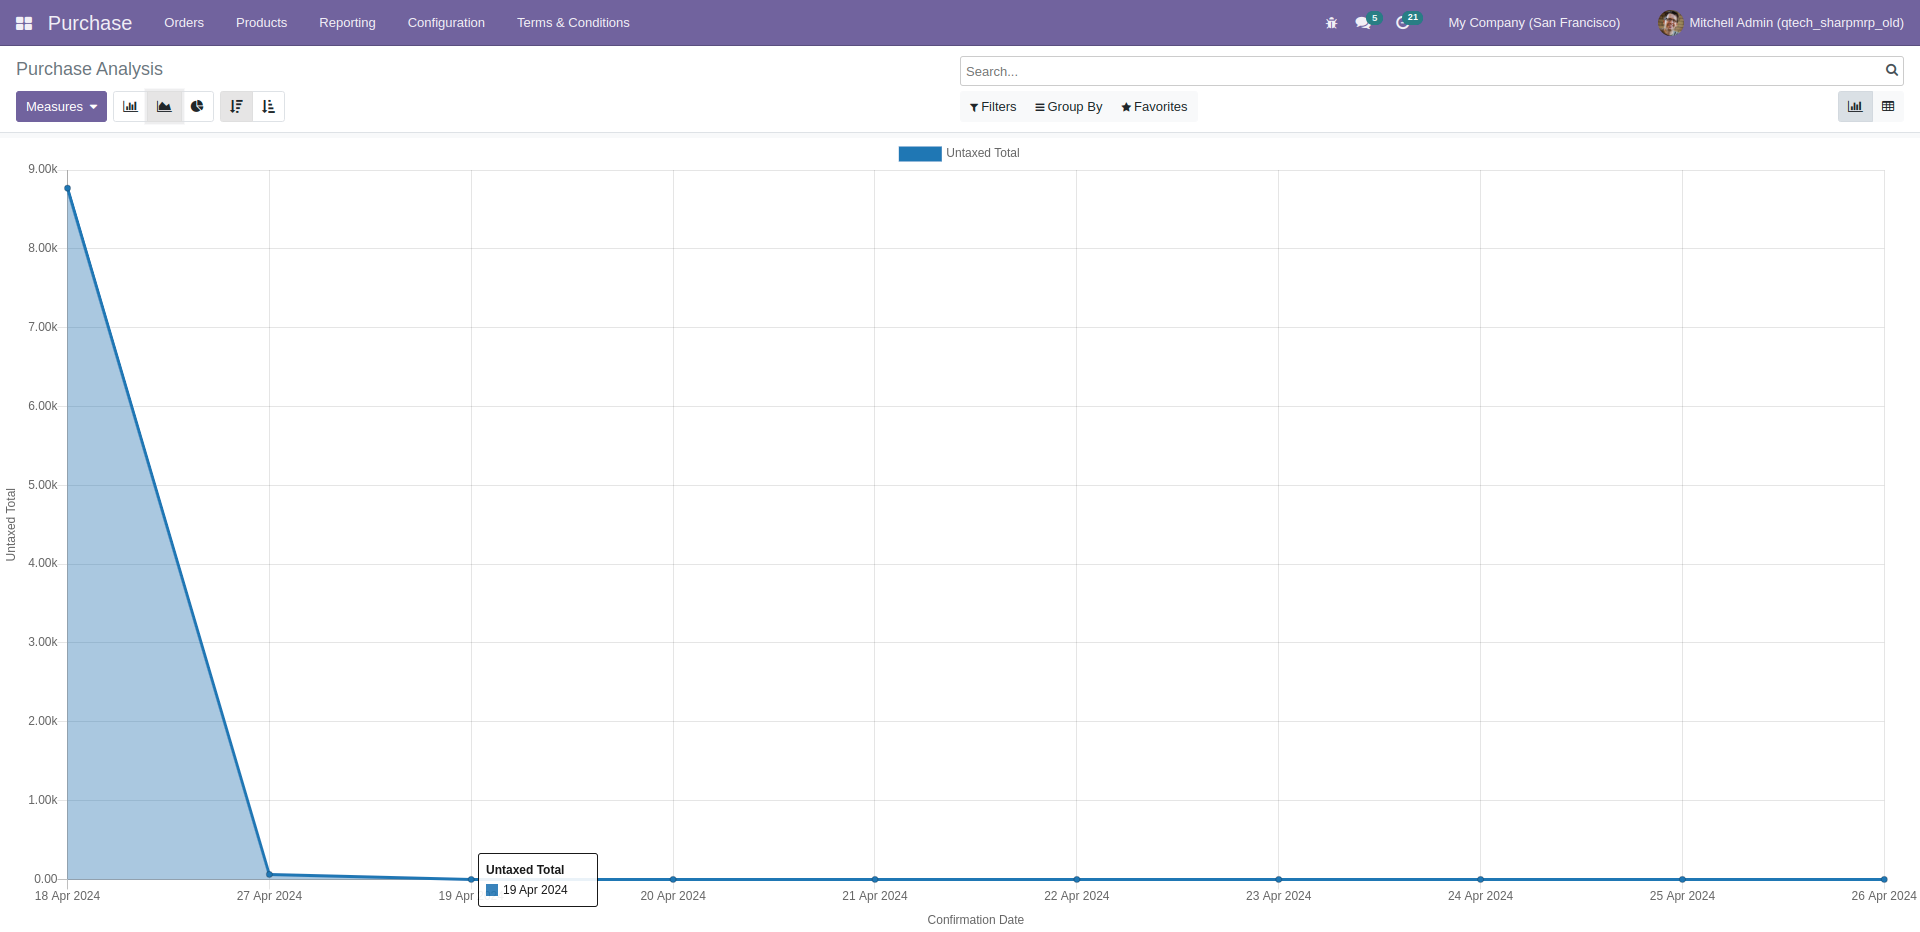 Purchase Orders Products Reporting Configuration Terms & Conditions 5 21 My Company (San Francisco) Mitchell Admin (qtech_sharpmrp_old)
Purchase Analysis Search...
Measures Filters Group By Favorites
Untaxed Total
9.00k
8.00k
7.00k
6.00k
5.00k
4.00k
3.00k
2.00k
1.00k
0.00
Untaxed Total
Untaxed Total
19 Apr 2024
18 Apr 2024 27 Apr 2024 19 Apr 20 Apr 2024 21 Apr 2024 22 Apr 2024 23 Apr 2024 24 Apr 2024 25 Apr 2024 26 Apr 2024
Confirmation Date